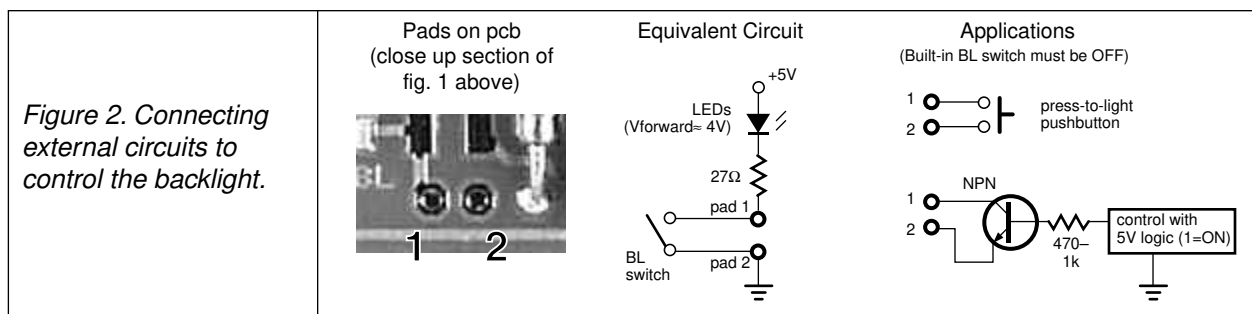 Figure 2. Connecting
external circuits to
control the backlight.
Pads on pcb
(close up section of
fig. 1 above)
BL
1
2
Equivalent Circuit
+5V
LEDs
(Vforward≈ 4V)
27Ω
pad 1
BL
switch
pad 2
Applications
(Built-in BL switch must be OFF)
1
2
press-to-light
pushbutton
NPN
1
2
470–
1k
control with
5V logic (1=ON)